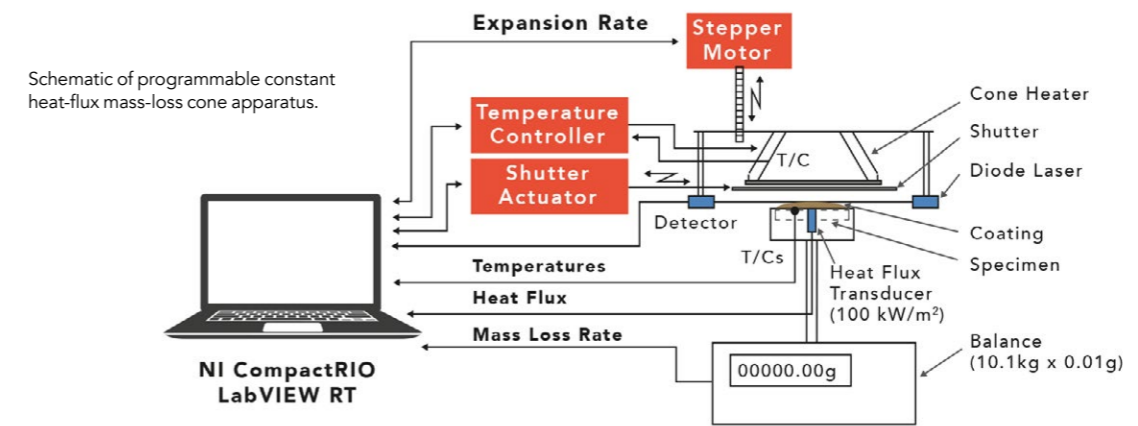 Expansion Rate
Stepper
Motor
Schematic of programmable constant
heat-flux mass-loss cone apparatus.
Cone Heater
Temperature
Controller
Shutter
T/C
Shutter
Actuator
Diode Laser
Detector
Coating
T/Cs
Specimen
Temperatures
Heat Flux
Transducer
(100 kW/m²)
Heat Flux
Mass Loss Rate
Balance
(10.1kg x 0.01g)
00000.00g
NI CompactRIO
LabVIEW RT